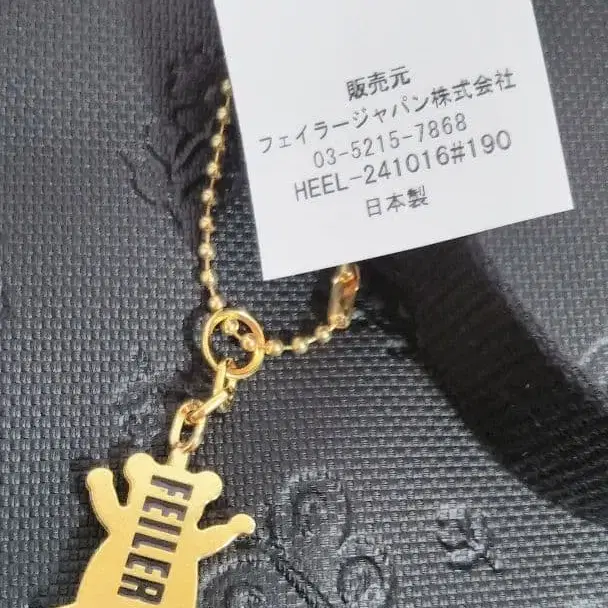 販売元
フェイラージャパン株式会社
03-5215-7868
HEEL-241016#190
日本製
FEILER